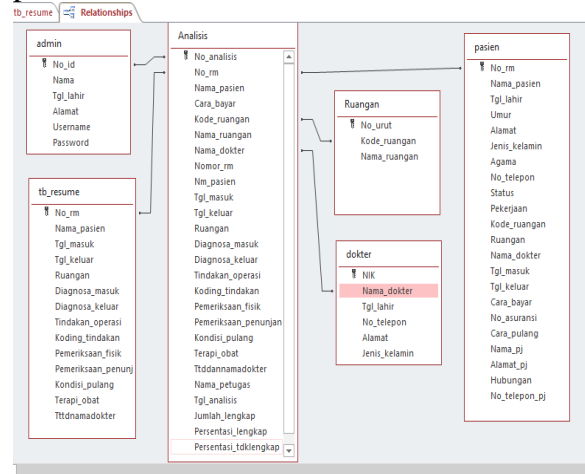 tb_resume
Relationships
admin
No_id
Nama
Tgl_lahir
Alamat
Username
Password
tb_resume
No_rm
Nama_pasien
Tgl_masuk
Tgl_keluar
Ruangan
Diagnosa_masuk
Diagnosa_keluar
Tindakan_operasi
Koding_tindakan
Pemeriksaan_fisik
Pemeriksaan_penunj
Kondisi_pulang
Terapi_obat
Tttdnamadokter
Analisis
No_analisis
No_rm
Nama_pasien
Cara_bayar
Kode_ruangan
Nama_ruangan
Nama_dokter
Nomor_rm
Nm_pasien
Tgl_masuk
Tgl_keluar
Ruangan
Diagnosa_masuk
Diagnosa_keluar
Tindakan_operasi
Koding_tindakan
Pemeriksaan_fisik
Pemeriksaan_penunjan
Kondisi_pulang
Terapi_obat
Ttddannamadokter
Nama_petugas
Tgl_analisis
Jumlah_lengkap
Persentasi_lengkap
Persentasi_tdklengkap
Ruangan
No_urut
Kode_ruangan
Nama_ruangan
dokter
NIK
Nama_dokter
Tgl_lahir
No_telepon
Alamat
Jenis_kelamin
pasien
No_rm
Nama_pasien
Tgl_lahir
Umur
Alamat
Jenis_kelamin
Agama
No_telepon
Status
Pekerjaan
Kode_ruangan
Ruangan
Nama_dokter
Tgl_masuk
Tgl_keluar
Cara_bayar
No_asuransi
Cara_pulang
Nama_pj
Alamat_pj
Hubungan
No_telepon_pj